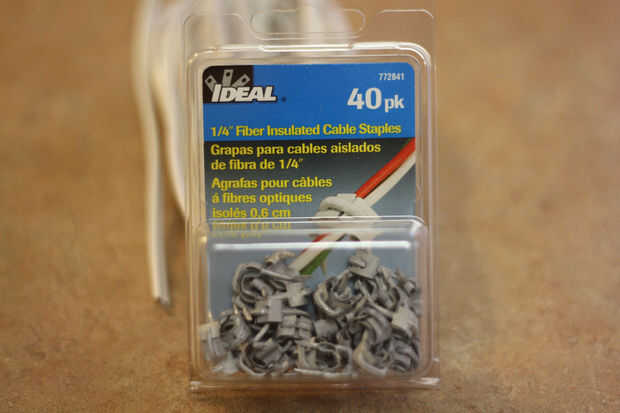 772841
IDEAL®
40pk
1/4″ Fiber Insulated Cable Staples
Grapas para cables aislados
de fibra de 1/4″
Agrafas pour câbles
á fibres optiques
isolés 0,6 cm